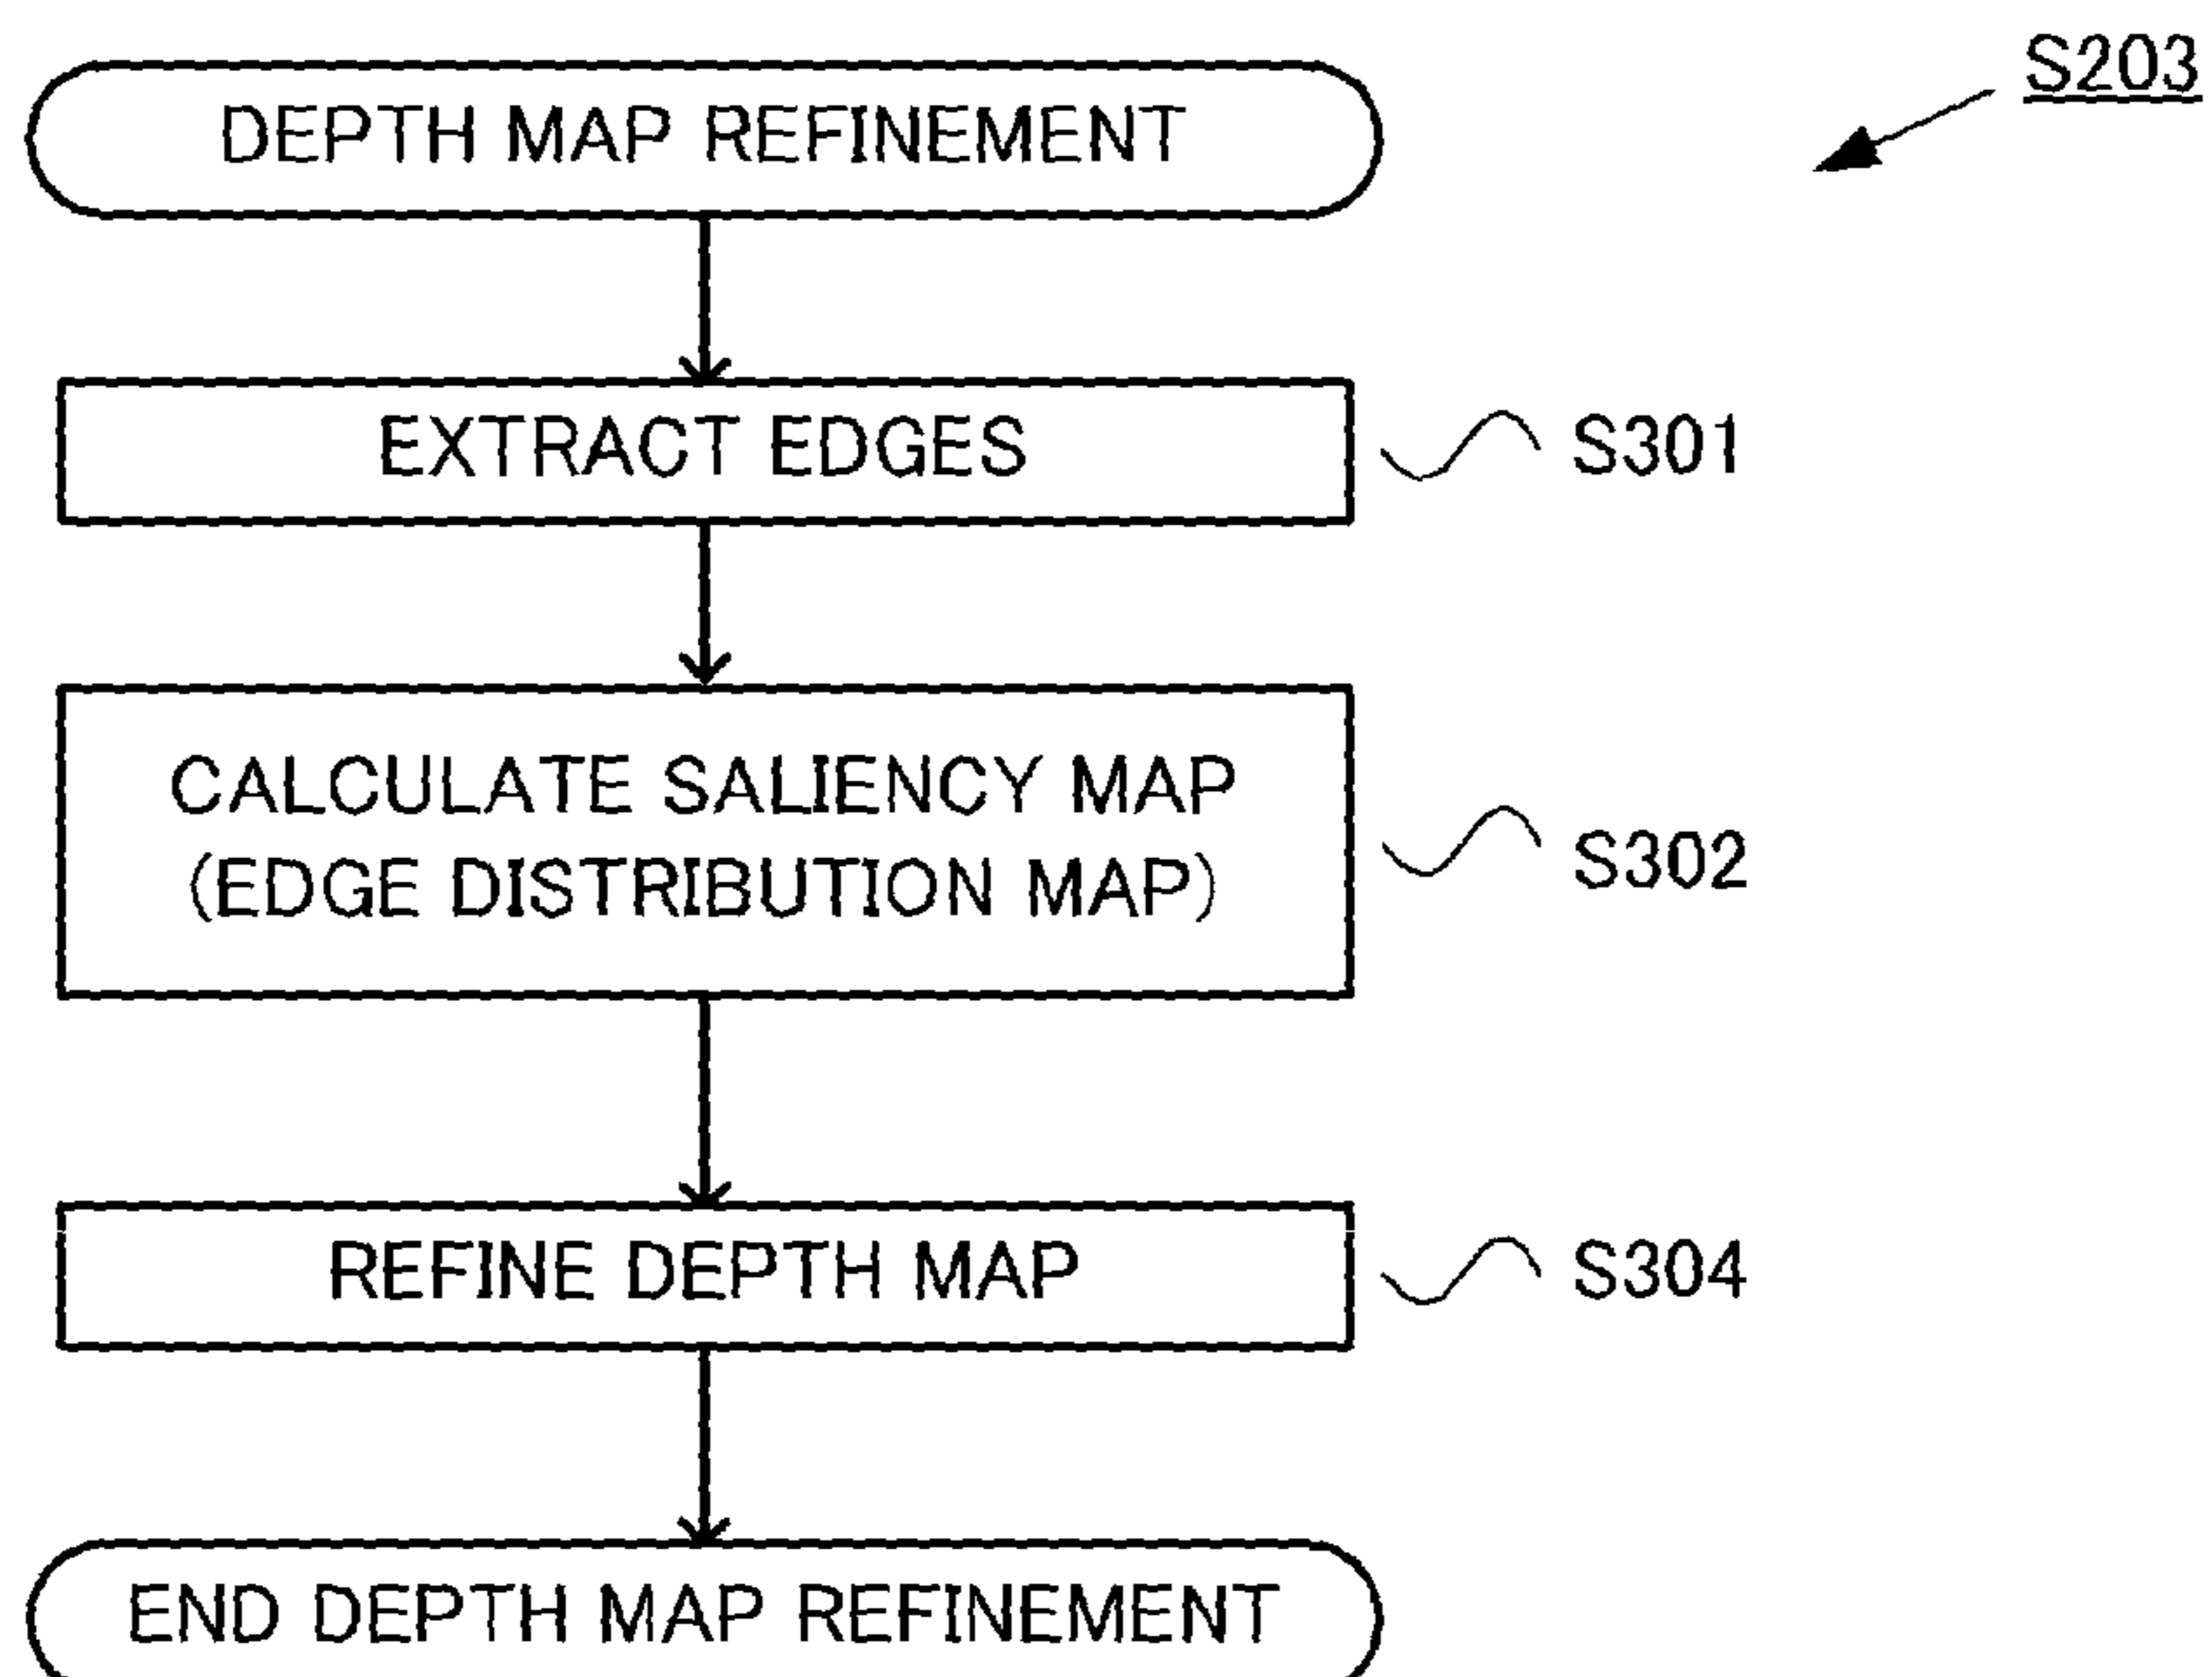 S203
DEPTH MAP REFINEMENT
EXTRACT EDGES
S301
CALCULATE SALIENCY MAP
(EDGE DISTRIBUTION MAP)
S302
REFINE DEPTH MAP
S304
END DEPTH MAP REFINEMENT